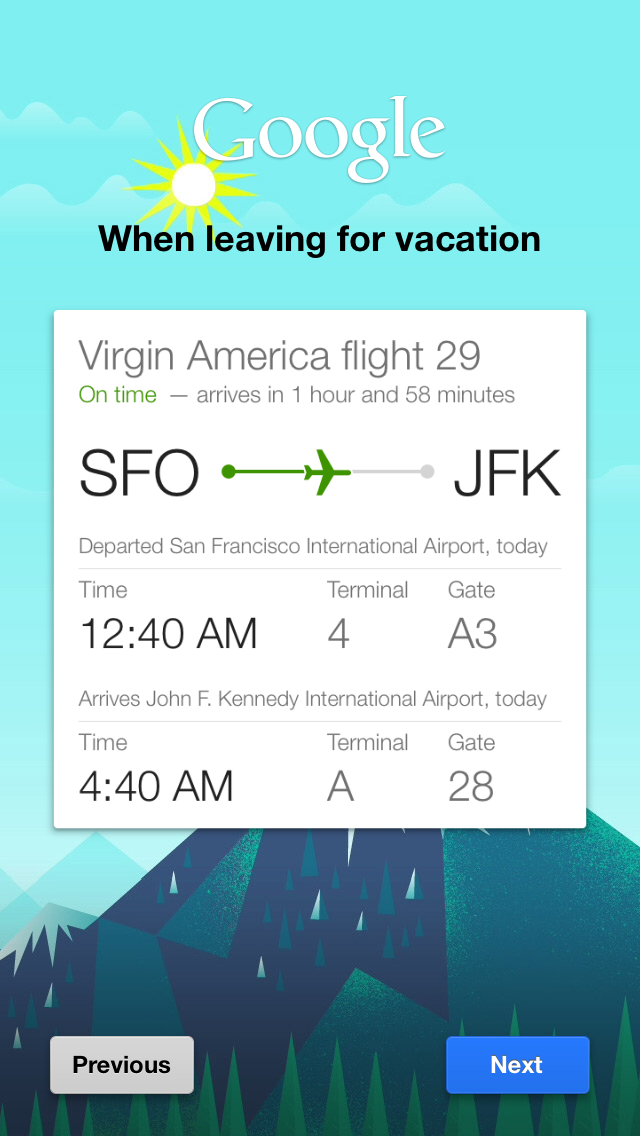 Google
When leaving for vacation
Virgin America flight 29
On time — arrives in 1 hour and 58 minutes
SFO JFK
Departed San Francisco International Airport, today
Time Terminal Gate
12:40 AM 4 A3
Arrives John F. Kennedy International Airport, today
Time Terminal Gate
4:40 AM A 28
Previous Next